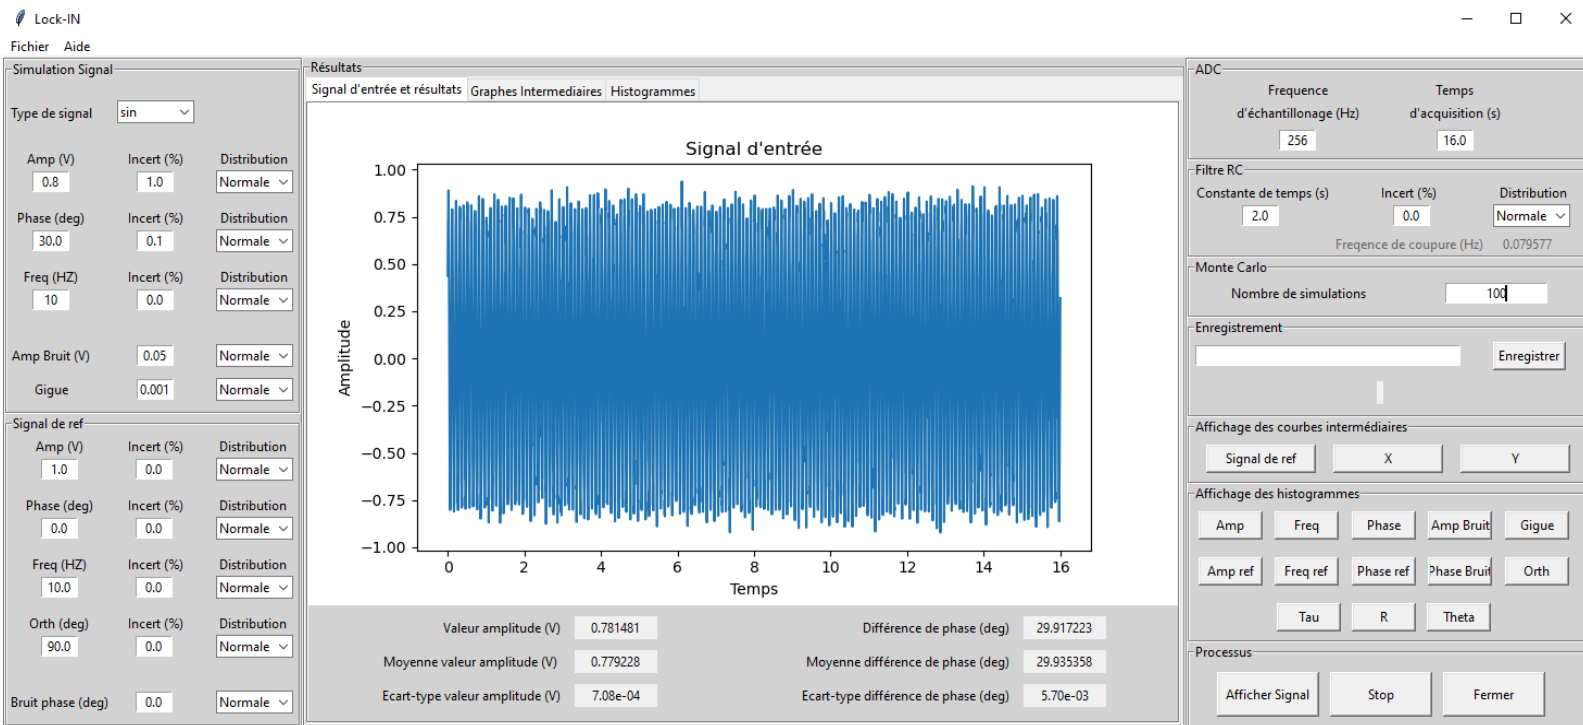 Lock-IN
Fichier Aide
Simulation Signal
Type de signal sin
Amp (V) Incert (%) Distribution
0.8 1.0 Normale
Phase (deg) Incert (%) Distribution
30.0 0.1 Normale
Freq (HZ) Incert (%) Distribution
10 0.0 Normale
Amp Bruit (V) 0.05 Normale
Gigue 0.001 Normale
Signal de ref
Amp (V) Incert (%) Distribution
1.0 0.0 Normale
Phase (deg) Incert (%) Distribution
0.0 0.0 Normale
Freq (HZ) Incert (%) Distribution
10.0 0.0 Normale
Orth (deg) Incert (%) Distribution
90.0 0.0 Normale
Bruit phase (deg) 0.0 Normale
Résultats
Signal d'entrée et résultats Graphes Intermediaires Histogrammes
Signal d'entrée
1.00
0.75
0.50
0.25
0.00
−0.25
−0.50
−0.75
−1.00
Amplitude
0 2 4 6 8 10 12 14 16
Temps
Valeur amplitude (V) 0.781481 Différence de phase (deg) 29.917223
Moyenne valeur amplitude (V) 0.779228 Moyenne différence de phase (deg) 29.935358
Ecart-type valeur amplitude (V) 7.08e-04 Ecart-type différence de phase (deg) 5.70e-03
ADC
Frequence Temps
d'échantillonage (Hz) d'acquisition (s)
256 16.0
Filtre RC
Constante de temps (s) Incert (%) Distribution
2.0 0.0 Normale
Freqence de coupure (Hz) 0.079577
Monte Carlo
Nombre de simulations 100
Enregistrement
Enregistrer
Affichage des courbes intermédiaires
Signal de ref X Y
Affichage des histogrammes
Amp Freq Phase Amp Bruit Gigue
Amp ref Freq ref Phase ref Phase Bruit Orth
Tau R Theta
Processus
Afficher Signal Stop Fermer